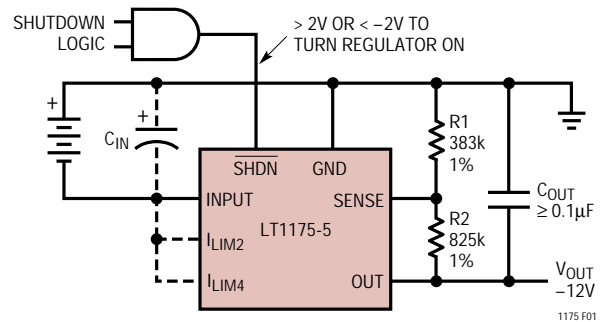 SHUTDOWN
LOGIC
> 2V OR < –2V TO
TURN REGULATOR ON
+
+
C_IN
R1
383k
1%
SHDN
GND
INPUT
SENSE
LT1175-5
I_LIM2
I_LIM4
OUT
R2
825k
1%
C_OUT
≥ 0.1µF
V_OUT
–12V
1175 F01